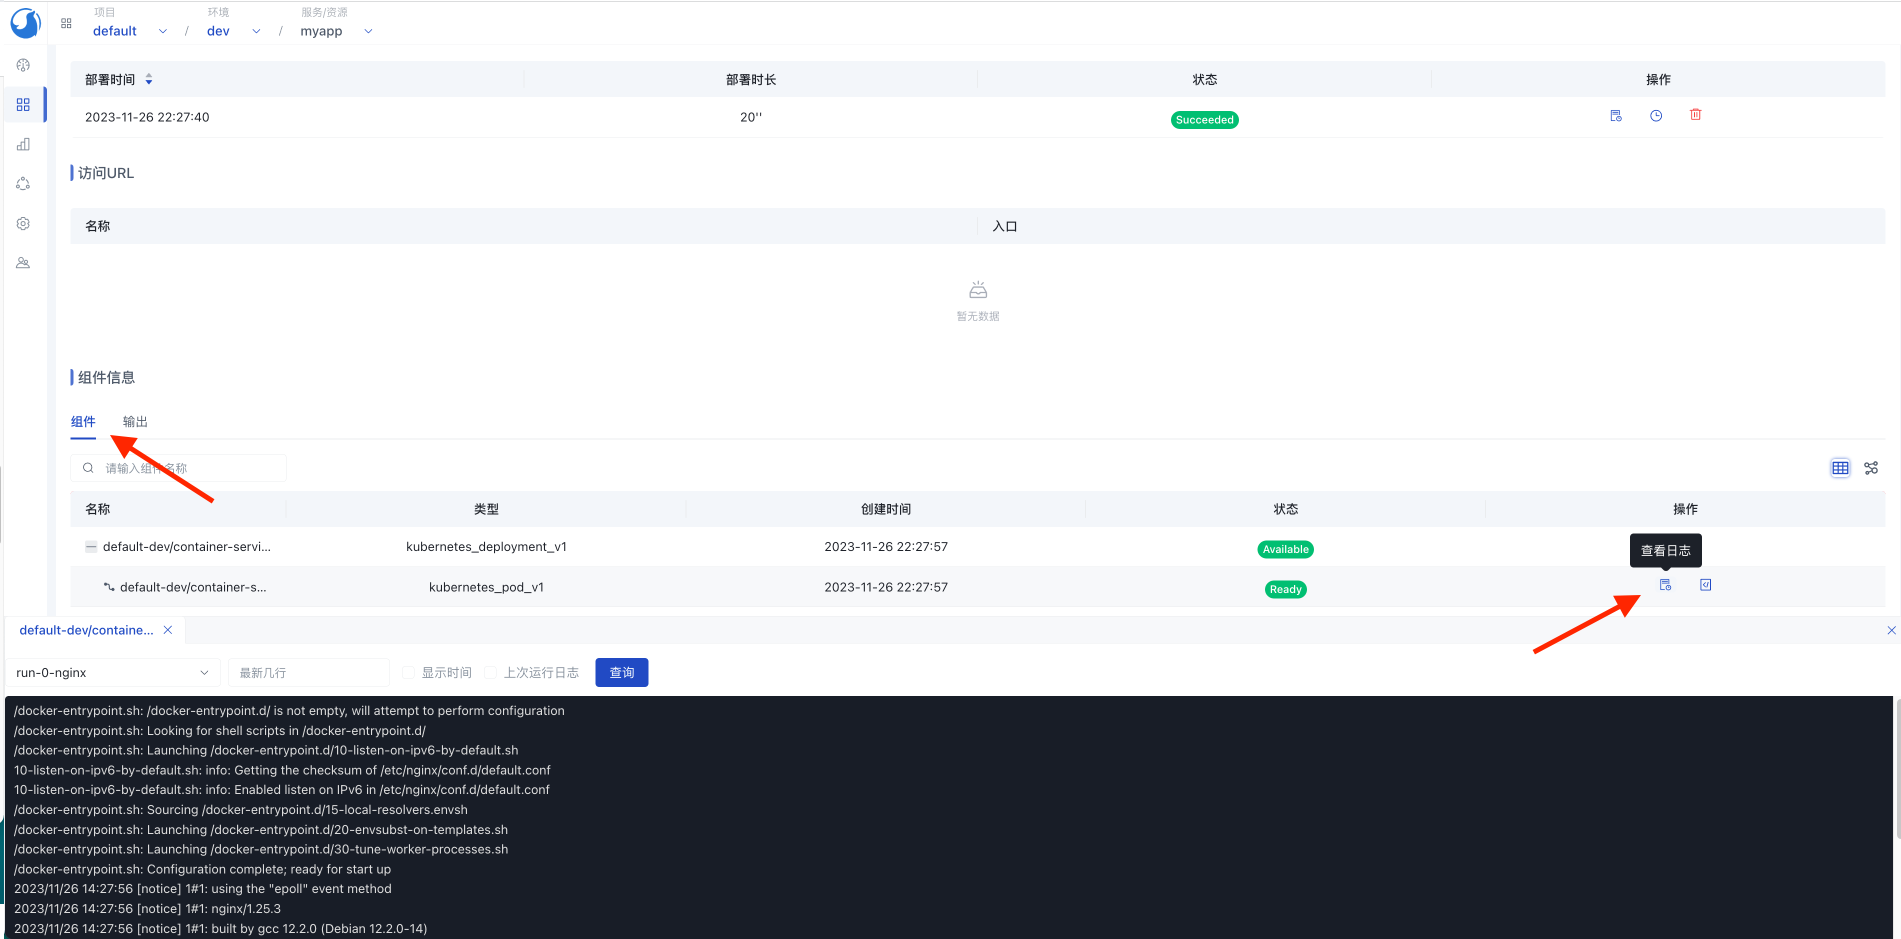 项目 环境 服务/资源
default / dev / myapp
部署时间 部署时长 状态 操作
2023-11-26 22:27:40 20'' Succeeded
访问URL
名称 入口
暂无数据
组件信息
组件 输出
请输入组件名称
名称 类型 创建时间 状态 操作
default-dev/container-servi... kubernetes_deployment_v1 2023-11-26 22:27:57 Available
查看日志
default-dev/container-s... kubernetes_pod_v1 2023-11-26 22:27:57 Ready
default-dev/containe...
run-0-nginx 最新几行 显示时间 上次运行日志 查询
/docker-entrypoint.sh: /docker-entrypoint.d/ is not empty, will attempt to perform configuration
/docker-entrypoint.sh: Looking for shell scripts in /docker-entrypoint.d/
/docker-entrypoint.sh: Launching /docker-entrypoint.d/10-listen-on-ipv6-by-default.sh
10-listen-on-ipv6-by-default.sh: info: Getting the checksum of /etc/nginx/conf.d/default.conf
10-listen-on-ipv6-by-default.sh: info: Enabled listen on IPv6 in /etc/nginx/conf.d/default.conf
/docker-entrypoint.sh: Sourcing /docker-entrypoint.d/15-local-resolvers.envsh
/docker-entrypoint.sh: Launching /docker-entrypoint.d/20-envsubst-on-templates.sh
/docker-entrypoint.sh: Launching /docker-entrypoint.d/30-tune-worker-processes.sh
/docker-entrypoint.sh: Configuration complete; ready for start up
2023/11/26 14:27:56 [notice] 1#1: using the "epoll" event method
2023/11/26 14:27:56 [notice] 1#1: nginx/1.25.3
2023/11/26 14:27:56 [notice] 1#1: built by gcc 12.2.0 (Debian 12.2.0-14)